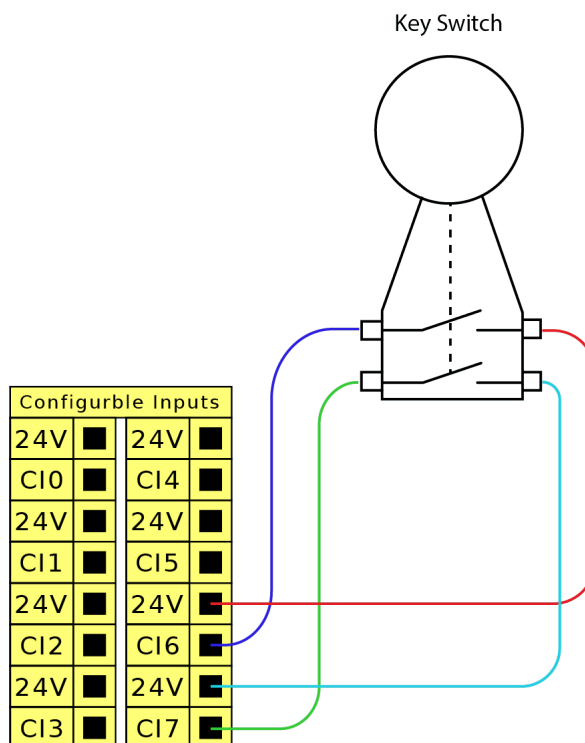 Key Switch
Configurble Inputs
24V 24V
CI0 CI4
24V 24V
CI1 CI5
24V 24V
CI2 CI6
24V 24V
CI3 CI7